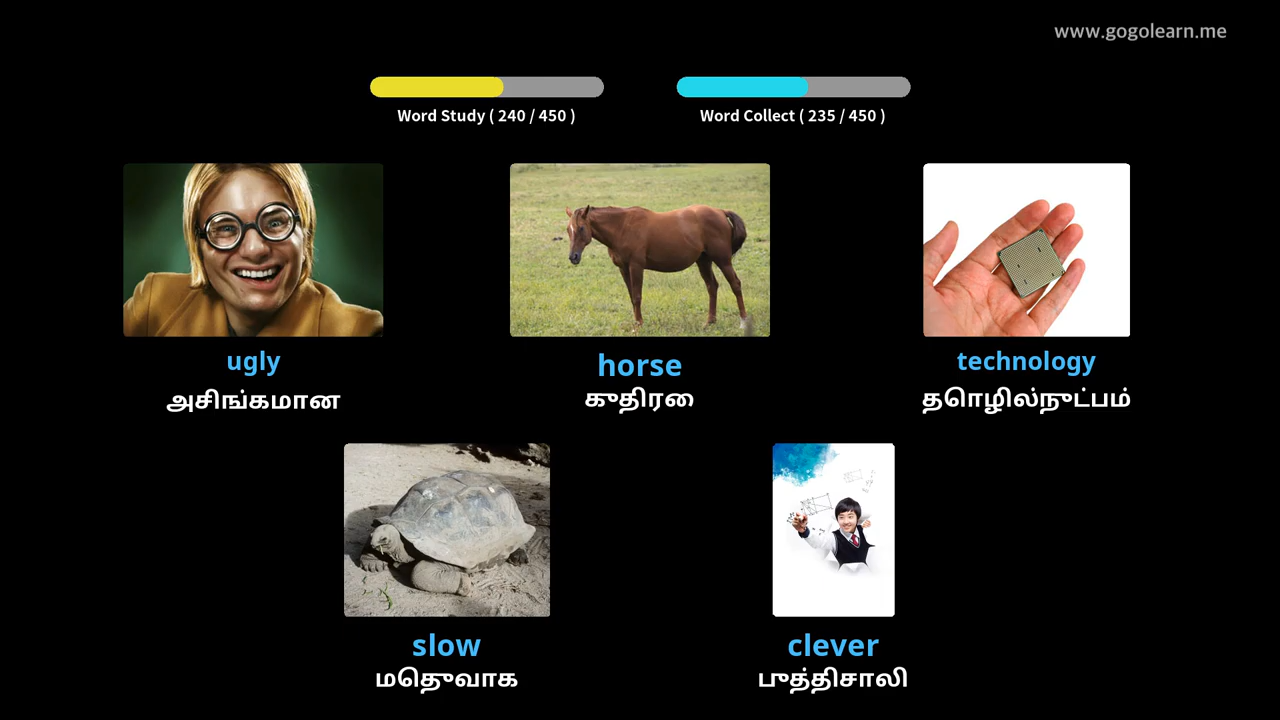 www.gogolearn.me
Word Study ( 240 / 450 )
Word Collect ( 235 / 450 )
ugly
horse
technology
அசிங்கமான
குதிரை
தொழில்நுட்பம்
slow
clever
மெதுவாக
புத்திசாலி